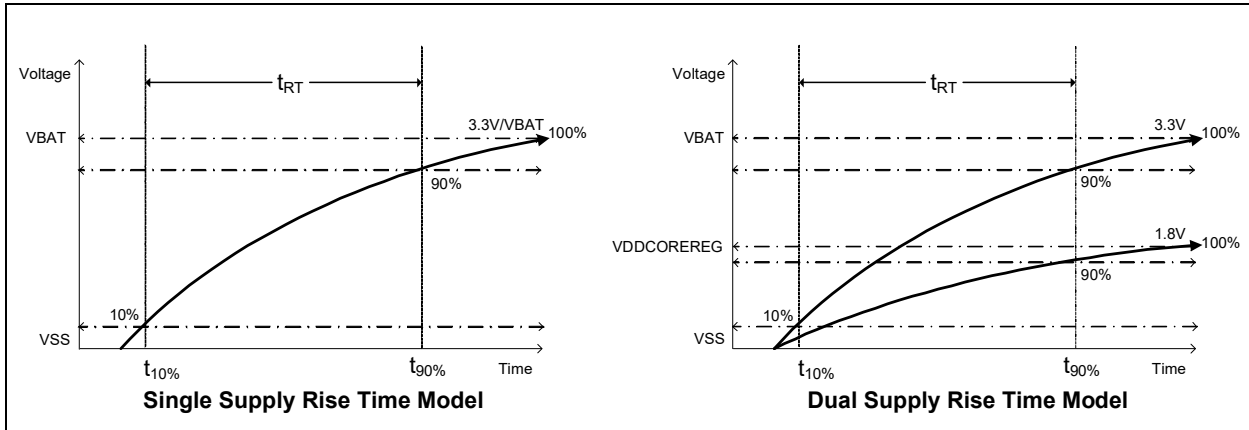 Voltage
tRT
VBAT
3.3V/VBAT
100%
90%
10%
VSS
t10%
t90%
Time
Single Supply Rise Time Model
Voltage
tRT
VBAT
3.3V
100%
90%
VDDCOREREG
1.8V
100%
90%
10%
VSS
t10%
t90%
Time
Dual Supply Rise Time Model